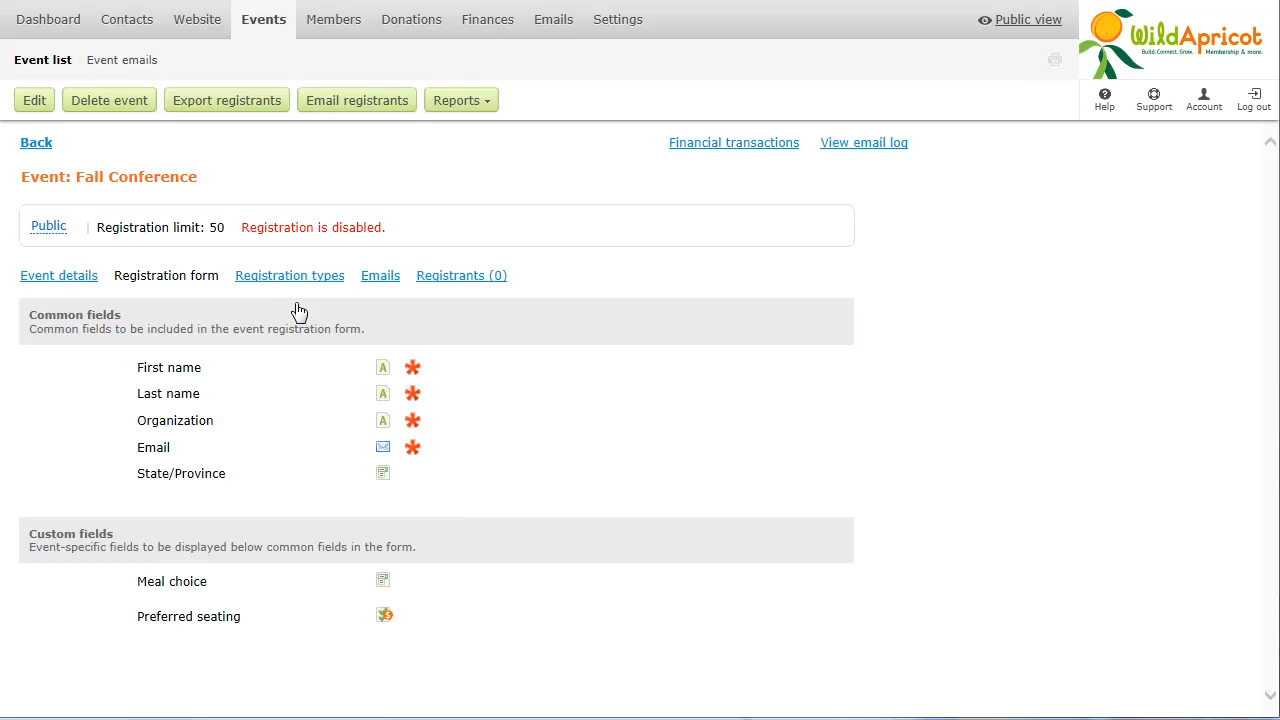 Dashboard Contacts Website Events Members Donations Finances Emails Settings Public view
WildApricot
Build. Connect. Grow. Membership & more.
Event list Event emails
Edit Delete event Export registrants Email registrants Reports
Help Support Account Log out
Back Financial transactions View email log
Event: Fall Conference
Public | Registration limit: 50 Registration is disabled.
Event details Registration form Registration types Emails Registrants (0)
Common fields
Common fields to be included in the event registration form.
First name A *
Last name A *
Organization A *
Email *
State/Province
Custom fields
Event-specific fields to be displayed below common fields in the form.
Meal choice
Preferred seating